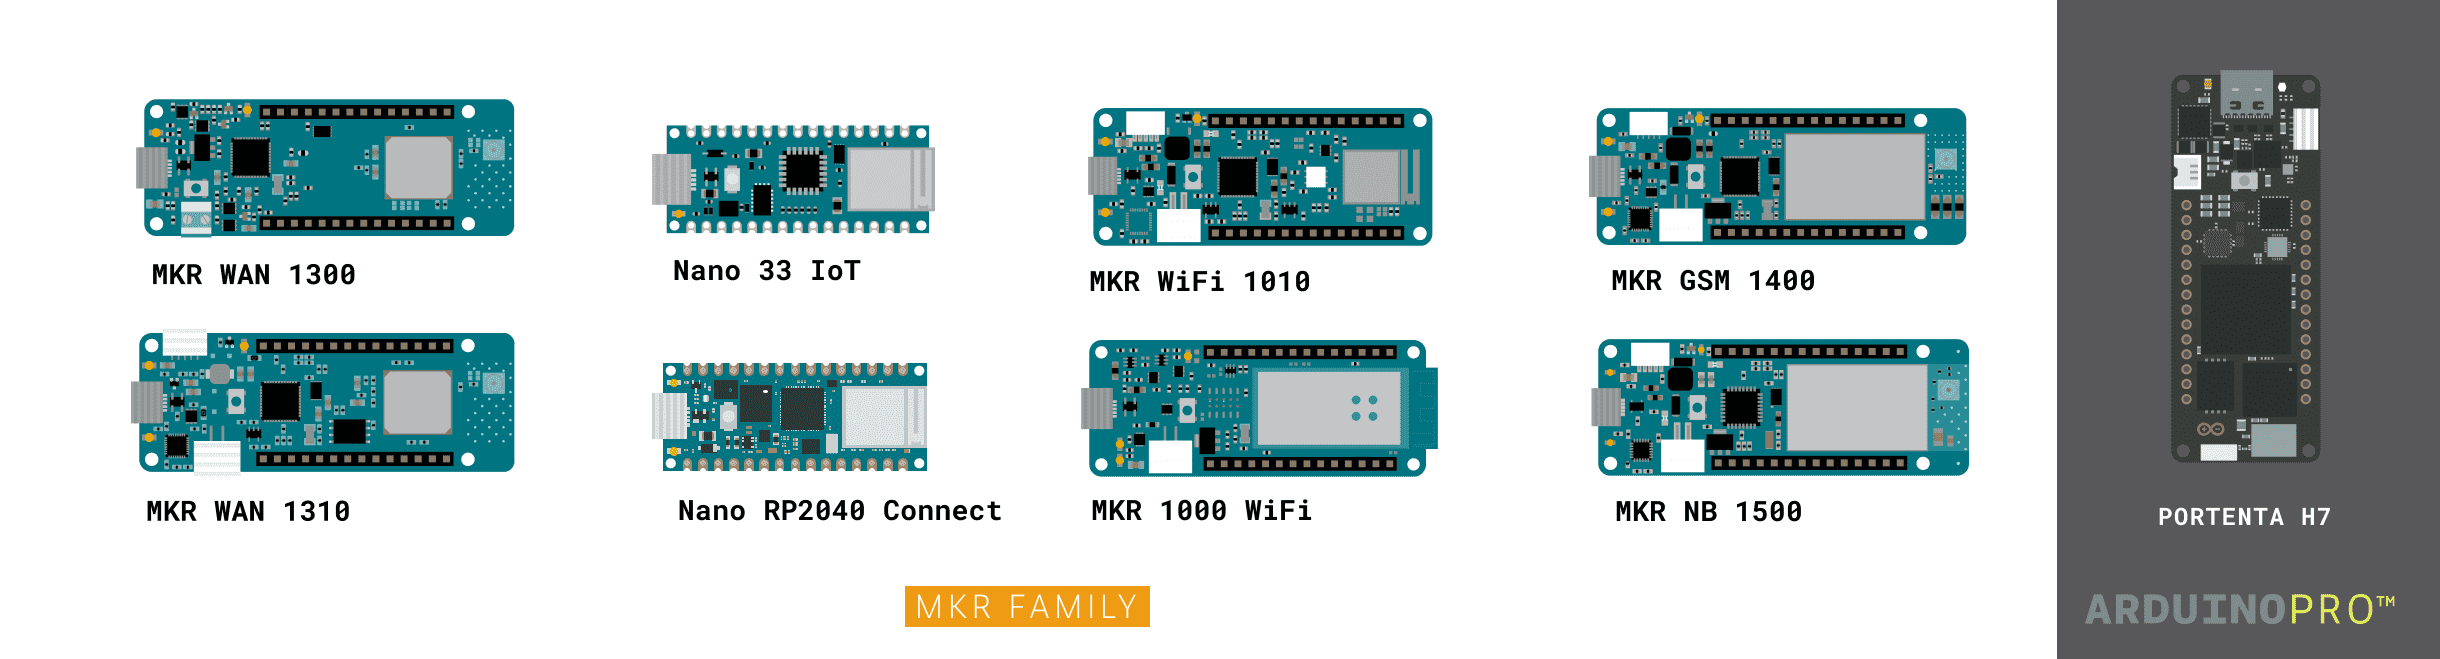 MKR WAN 1300
Nano 33 IoT
MKR WiFi 1010
MKR GSM 1400
MKR WAN 1310
Nano RP2040 Connect
MKR 1000 WiFi
MKR NB 1500
MKR FAMILY
PORTENTA H7
ARDUINOPRO™